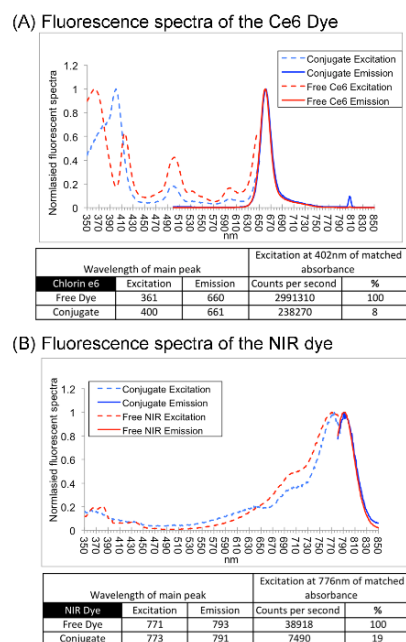 (A) Fluorescence spectra of the Ce6 Dye
Normlasied fluorescent spectra
1.2
1
0.8
0.6
0.4
0.2
0
Conjugate Excitation
Conjugate Emission
Free Ce6 Excitation
Free Ce6 Emission
350 370 390 410 430 450 470 490 510 530 550 570 590 610 630 650 670 690 710 730 750 770 790 810 830 850
nm
Wavelength of main peak Excitation at 402nm of matched
absorbance
Chlorin e6 Excitation Emission Counts per second %
Free Dye 361 660 2991310 100
Conjugate 400 661 238270 8
(B) Fluorescence spectra of the NIR dye
Normlasied fluorescent spectra
1.2
1
0.8
0.6
0.4
0.2
0
Conjugate Excitation
Conjugate Emission
Free NIR Excitation
Free NIR Emission
350 370 390 410 430 450 470 490 510 530 550 570 590 610 630 650 670 690 710 730 750 770 790 810 830 850
nm
Wavelength of main peak Excitation at 776nm of matched
absorbance
NIR Dye Excitation Emission Counts per second %
Free Dye 771 793 38918 100
Conjugate 773 791 7490 19